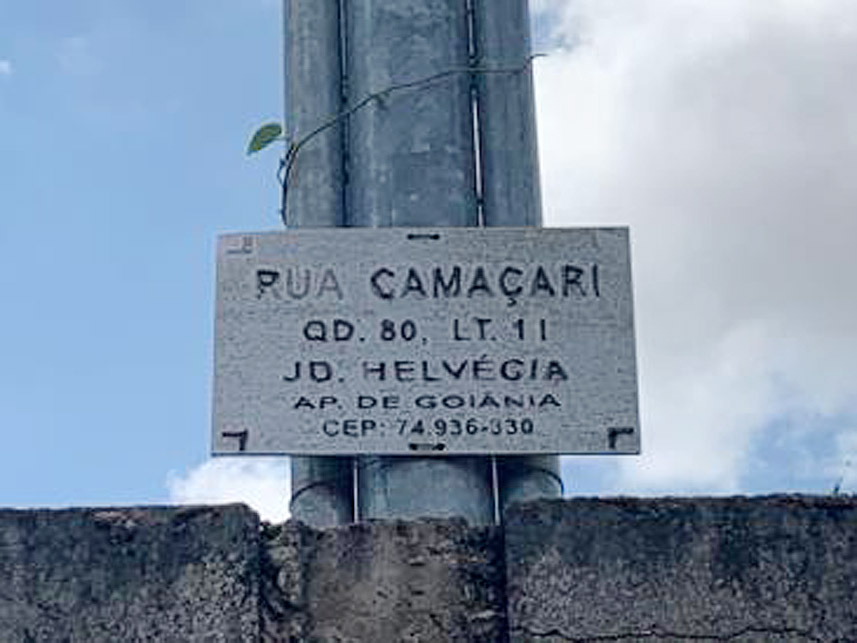 RUA CAMAÇARI
QD. 80, LT. 11
JD. HELVÉCIA
AP. DE GOIÂNIA
CEP: 74.936-330